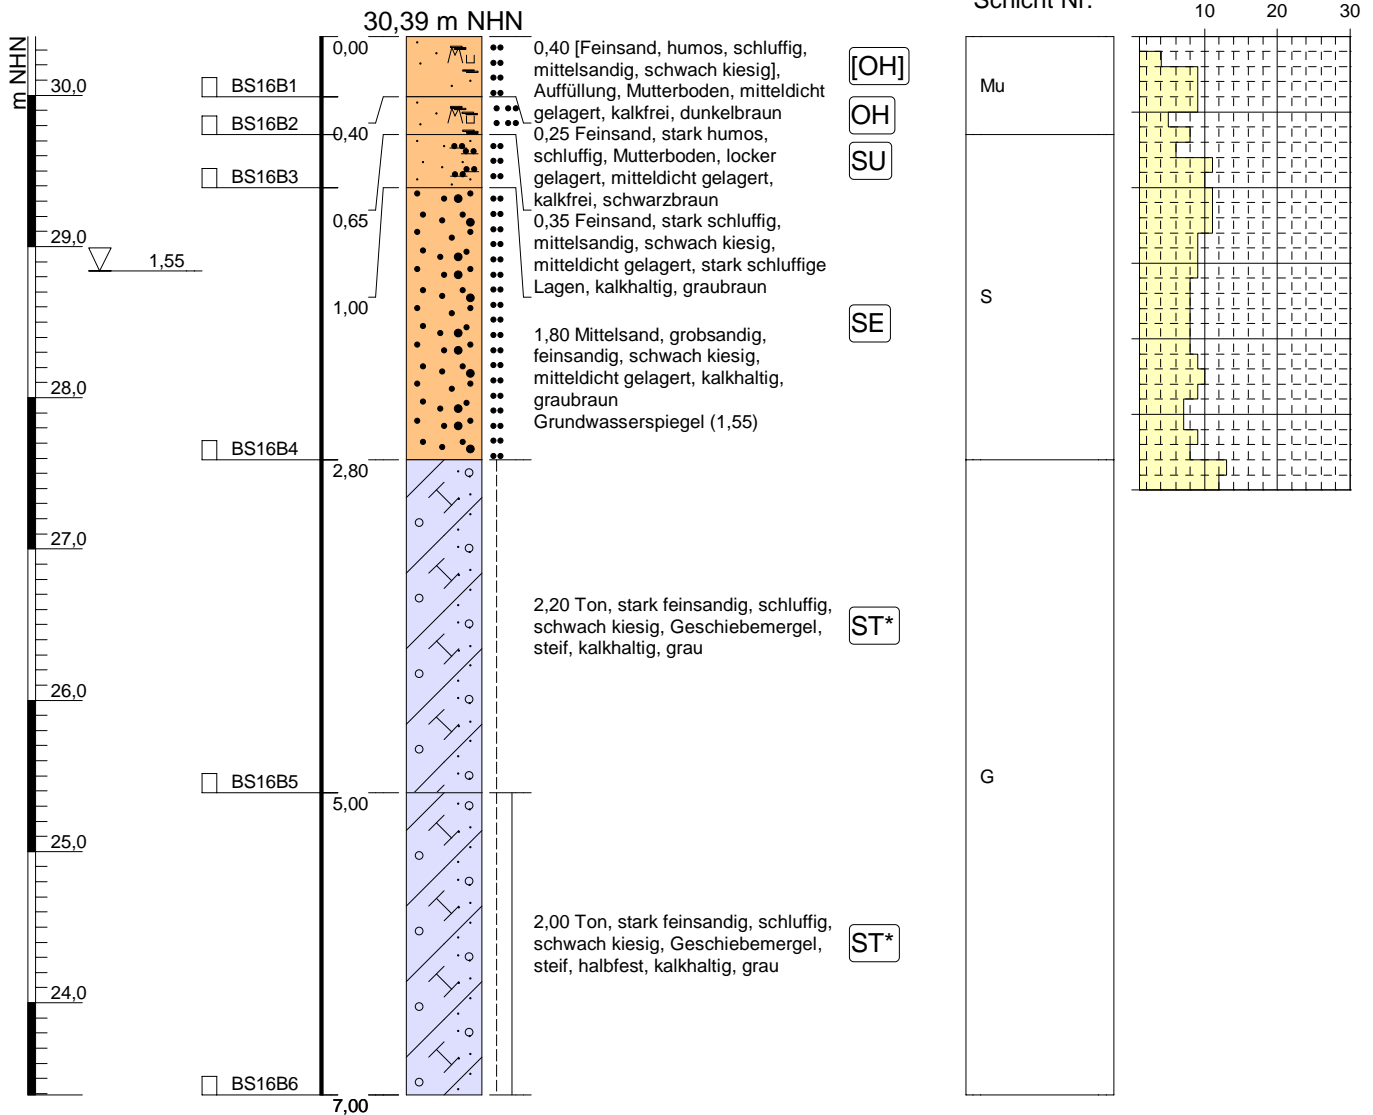 Schicht Nr.
10 20 30
30,39 m NHN
m NHN
0,00
0,40 [Feinsand, humos, schluffig,
mittelsandig, schwach kiesig],
Auffüllung, Mutterboden, mitteldicht
gelagert, kalkfrei, dunkelbraun
[OH]
Mu
30,0
BS16B1
BS16B2
0,40
0,25 Feinsand, stark humos,
schluffig, Mutterboden, locker
gelagert, mitteldicht gelagert,
kalkfrei, schwarzbraun
OH
SU
BS16B3
0,65
0,35 Feinsand, stark schluffig,
mittelsandig, schwach kiesig,
mitteldicht gelagert, stark schluffige
Lagen, kalkhaltig, graubraun
29,0
1,55
1,00
S
SE
1,80 Mittelsand, grobsandig,
feinsandig, schwach kiesig,
mitteldicht gelagert, kalkhaltig,
graubraun
Grundwasserspiegel (1,55)
28,0
BS16B4
2,80
27,0
2,20 Ton, stark feinsandig, schluffig,
schwach kiesig, Geschiebemergel,
steif, kalkhaltig, grau
ST*
26,0
BS16B5
5,00
G
25,0
2,00 Ton, stark feinsandig, schluffig,
schwach kiesig, Geschiebemergel,
steif, halbfest, kalkhaltig, grau
ST*
24,0
BS16B6
7,00